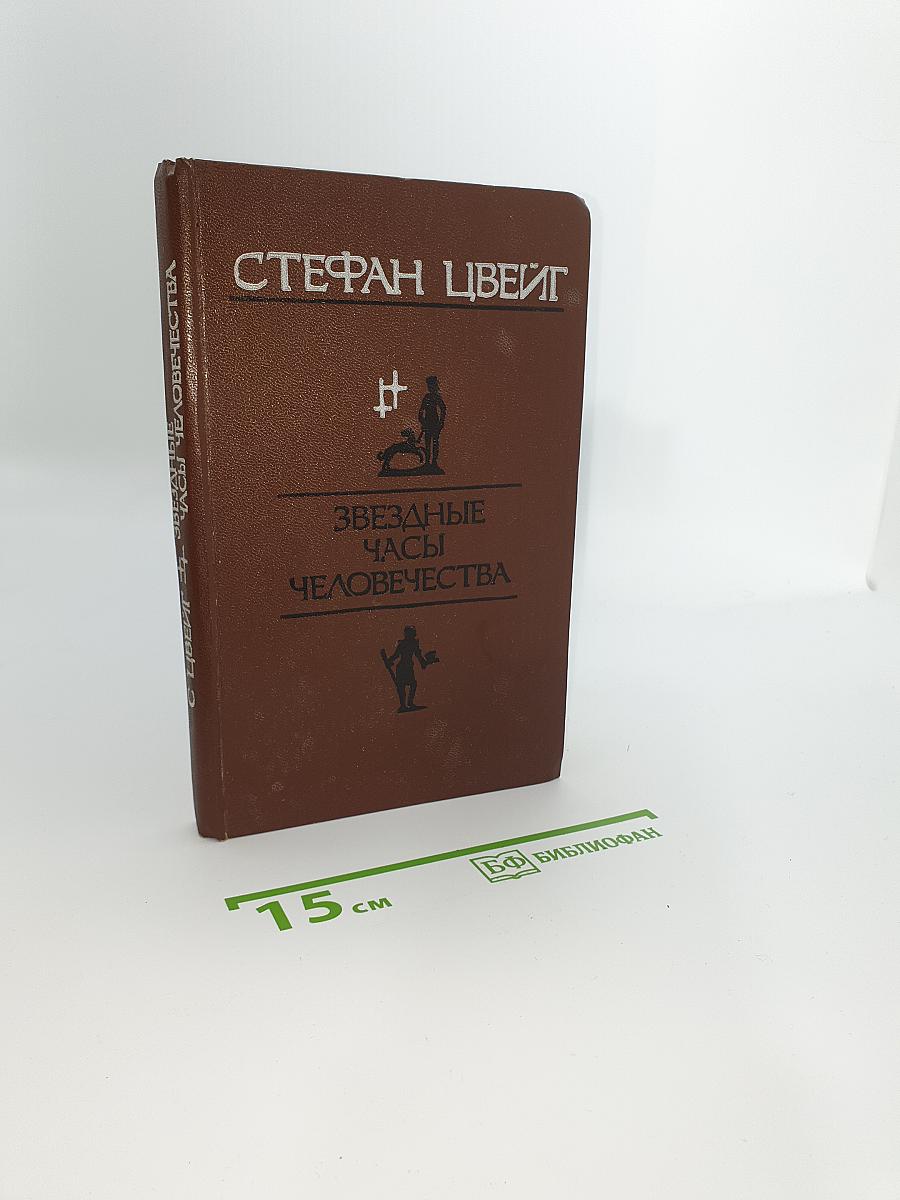 СТЕФАН ЦВЕЙГ
ЗВЕЗДНЫЕ
ЧАСЫ
ЧЕЛОВЕЧЕСТВА
С ЦВЕЙГ
ЗВЕЗДНЫЕ
ЧАСЫ ЧЕЛОВЕЧЕСТВА
15 см
БФ БИБЛИОФАН